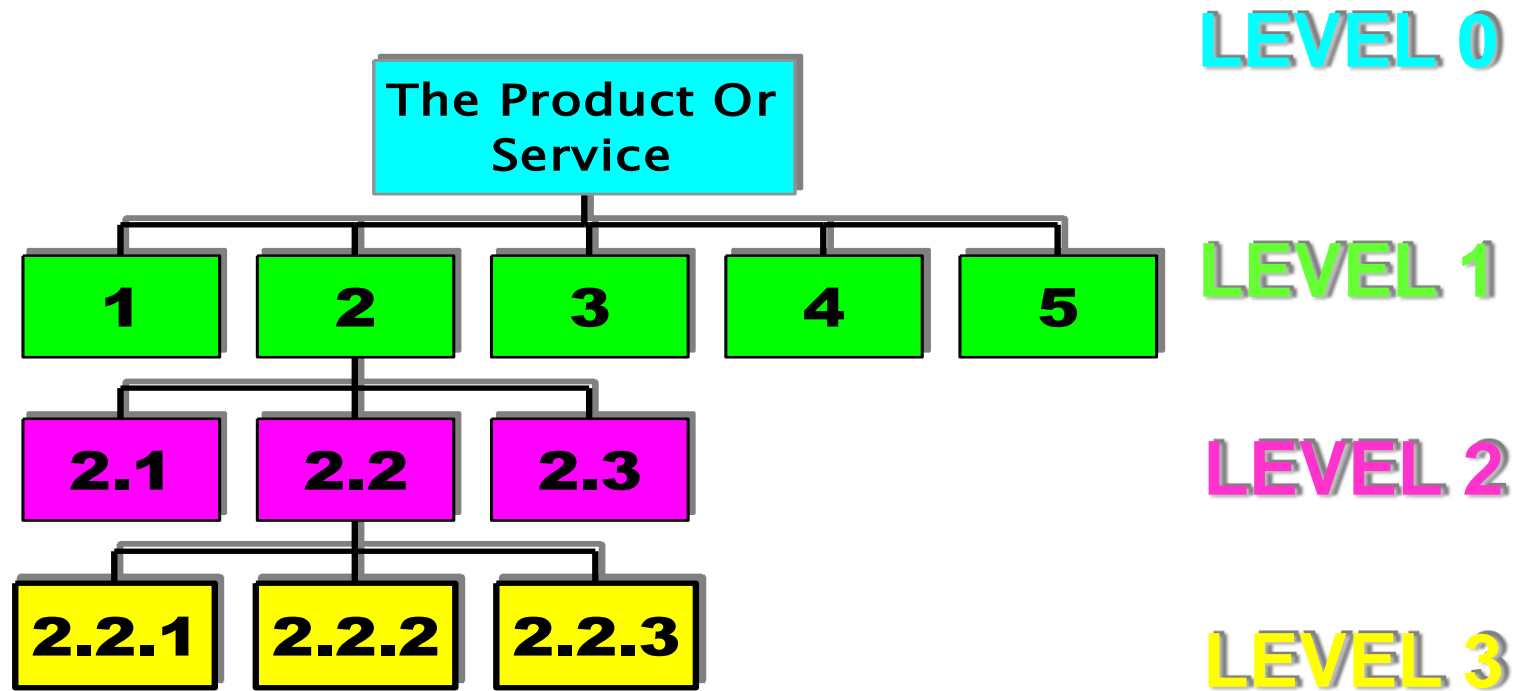 LEVEL 0
The Product Or
Service
1 2 3 4 5
LEVEL 1
2.1 2.2 2.3
LEVEL 2
2.2.1 2.2.2 2.2.3
LEVEL 3